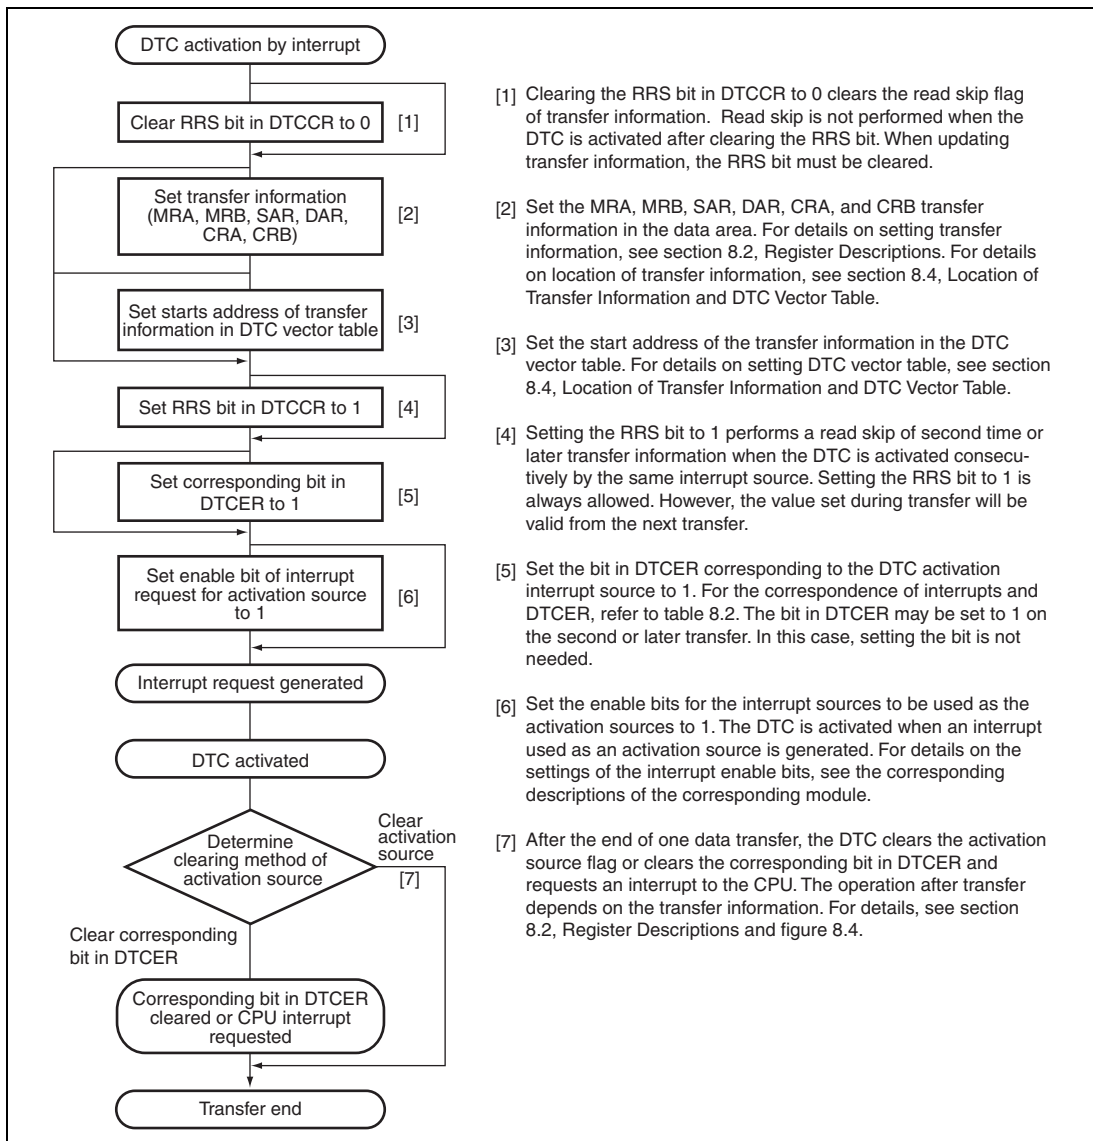 DTC activation by interrupt
Clear RRS bit in DTCCR to 0
[1]
Set transfer information
(MRA, MRB, SAR, DAR,
CRA, CRB)
[2]
Set starts address of transfer
information in DTC vector table
[3]
Set RRS bit in DTCCR to 1
[4]
Set corresponding bit in
DTCER to 1
[5]
Set enable bit of interrupt
request for activation source
to 1
[6]
Interrupt request generated
DTC activated
Determine
clearing method of
activation source
Clear
activation
source
[7]
Clear corresponding
bit in DTCER
Corresponding bit in DTCER
cleared or CPU interrupt
requested
Transfer end
[1] Clearing the RRS bit in DTCCR to 0 clears the read skip flag
of transfer information. Read skip is not performed when the
DTC is activated after clearing the RRS bit. When updating
transfer information, the RRS bit must be cleared.
[2] Set the MRA, MRB, SAR, DAR, CRA, and CRB transfer
information in the data area. For details on setting transfer
information, see section 8.2, Register Descriptions. For details
on location of transfer information, see section 8.4, Location of
Transfer Information and DTC Vector Table.
[3] Set the start address of the transfer information in the DTC
vector table. For details on setting DTC vector table, see section
8.4, Location of Transfer Information and DTC Vector Table.
[4] Setting the RRS bit to 1 performs a read skip of second time or
later transfer information when the DTC is activated consecu-
tively by the same interrupt source. Setting the RRS bit to 1 is
always allowed. However, the value set during transfer will be
valid from the next transfer.
[5] Set the bit in DTCER corresponding to the DTC activation
interrupt source to 1. For the correspondence of interrupts and
DTCER, refer to table 8.2. The bit in DTCER may be set to 1 on
the second or later transfer. In this case, setting the bit is not
needed.
[6] Set the enable bits for the interrupt sources to be used as the
activation sources to 1. The DTC is activated when an interrupt
used as an activation source is generated. For details on the
settings of the interrupt enable bits, see the corresponding
descriptions of the corresponding module.
[7] After the end of one data transfer, the DTC clears the activation
source flag or clears the corresponding bit in DTCER and
requests an interrupt to the CPU. The operation after transfer
depends on the transfer information. For details, see section
8.2, Register Descriptions and figure 8.4.